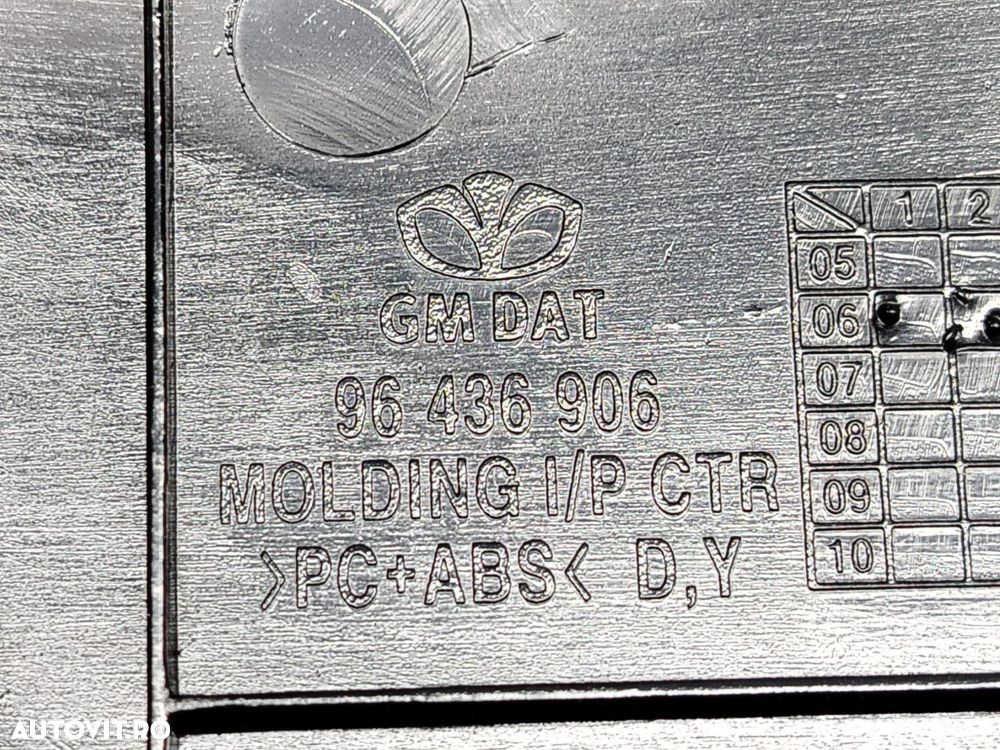 GM DAT
96 436 906
MOLDING I/P CTR
>PC+ABS< D,Y
1 2
05
06
07
08
09
10
AUTOVIT.RO